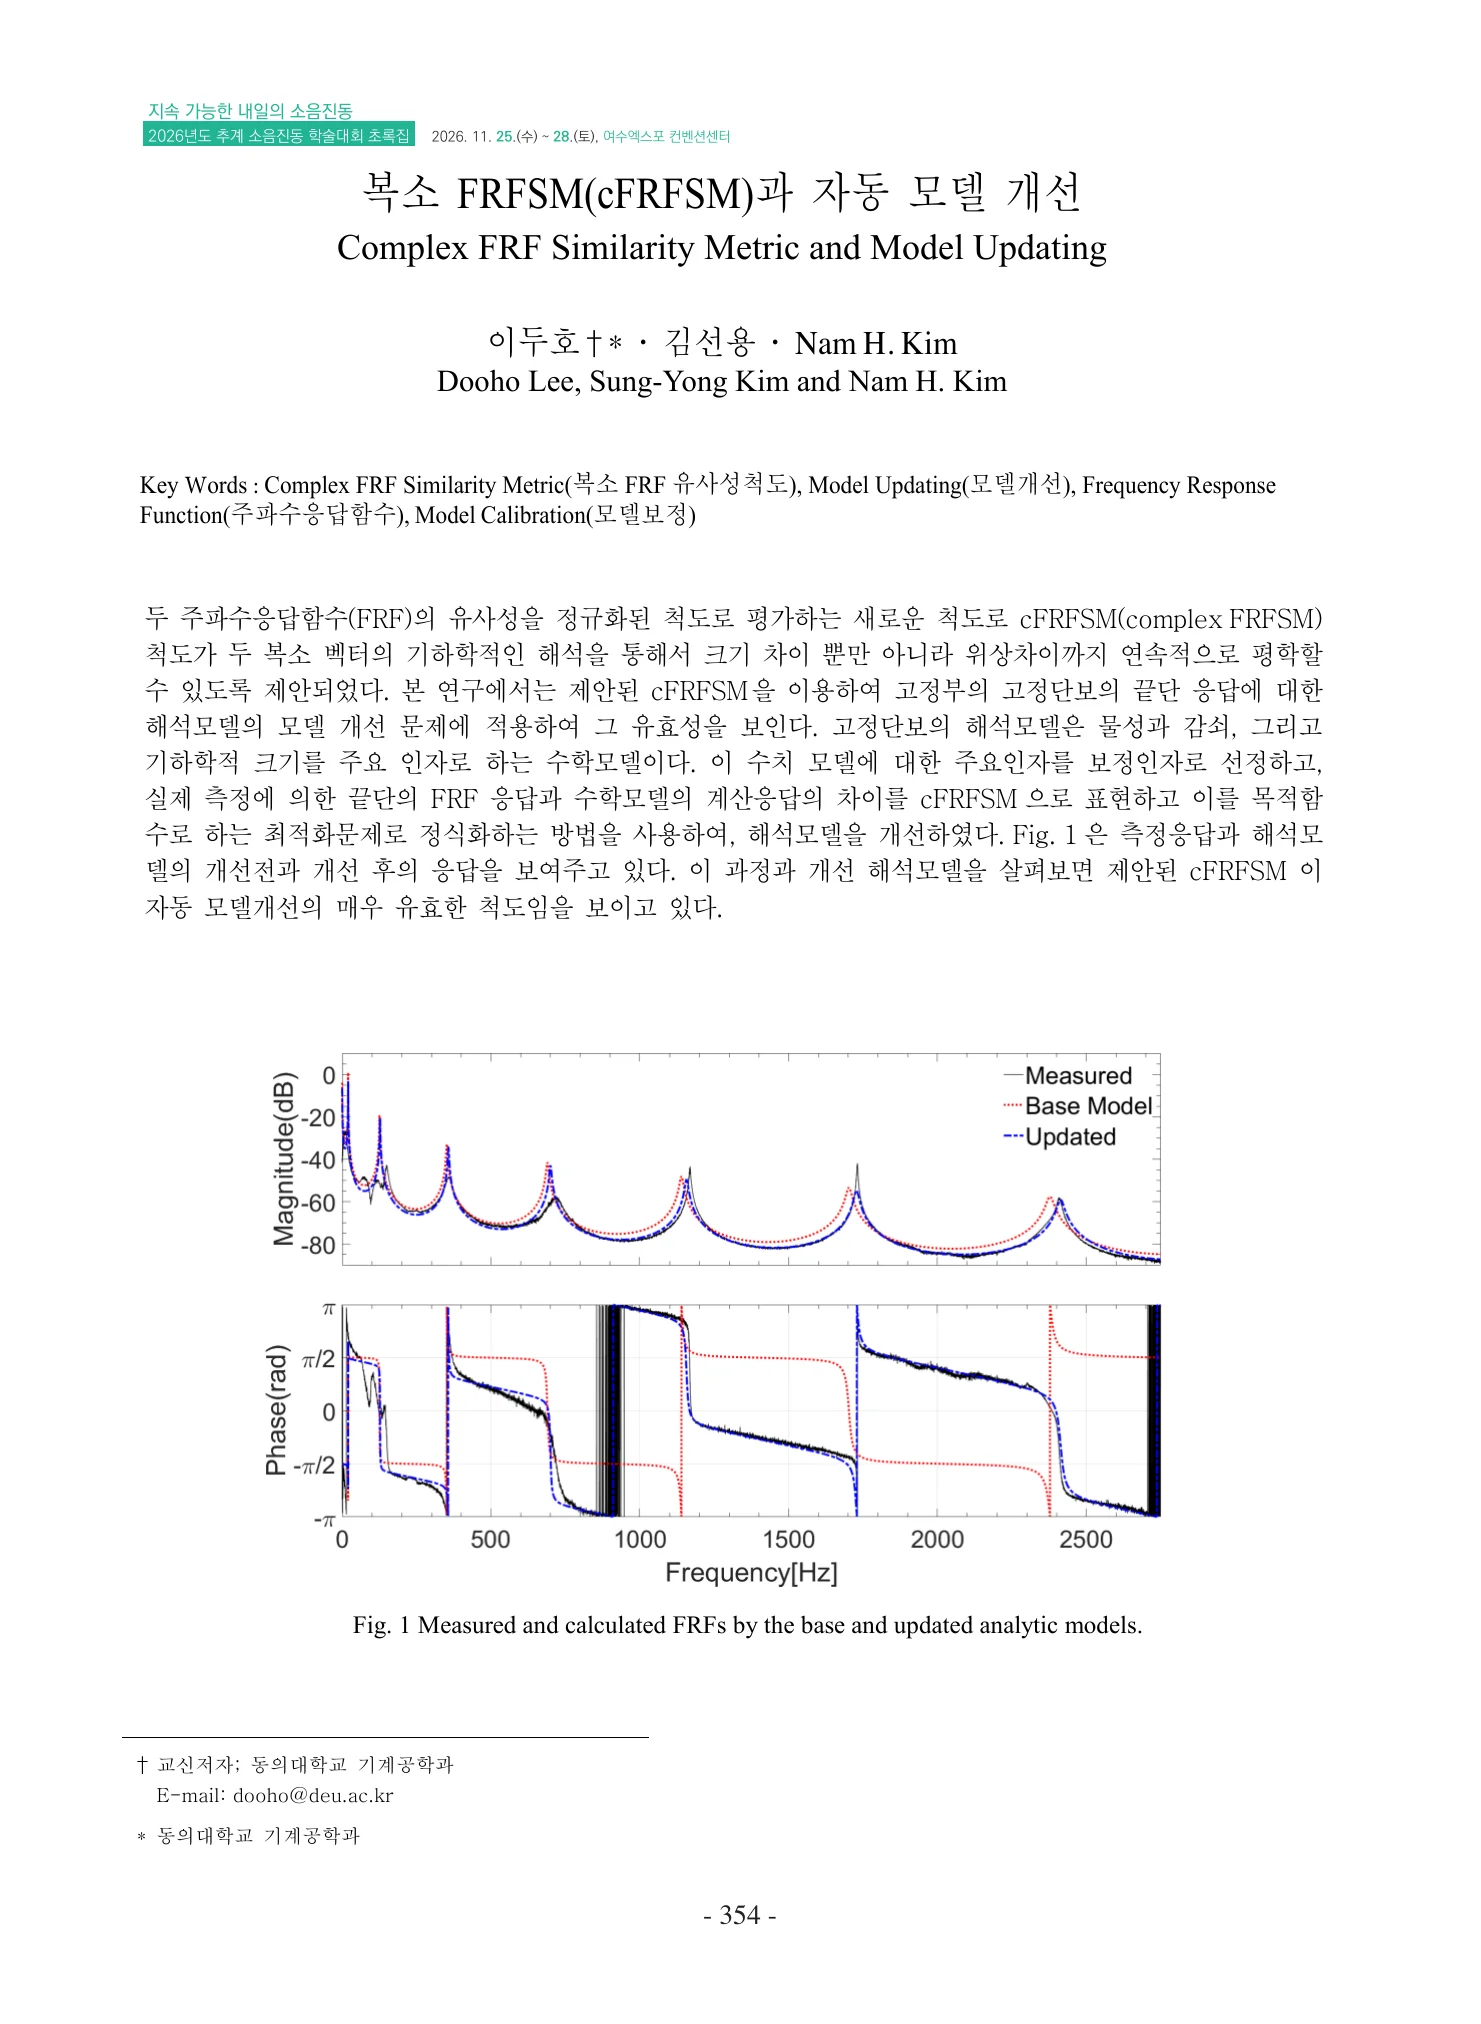 지속 가능한 내일의 소음진동
2026년도 추계 소음진동 학술대회 초록집 2026. 11. 25.(수) ~ 28.(토), 여수엑스포 컨벤션센터
복소 FRFSM(cFRFSM)과 자동 모델 개선
Complex FRF Similarity Metric and Model Updating
이두호†* · 김선용 · Nam H. Kim
Dooho Lee, Sung-Yong Kim and Nam H. Kim
Key Words : Complex FRF Similarity Metric(복소 FRF 유사성척도), Model Updating(모델개선), Frequency Response
Function(주파수응답함수), Model Calibration(모델보정)
두 주파수응답함수(FRF)의 유사성을 정규화된 척도로 평가하는 새로운 척도로 cFRFSM(complex FRFSM)
척도가 두 복소 벡터의 기하학적인 해석을 통해서 크기 차이 뿐만 아니라 위상차이까지 연속적으로 평학할
수 있도록 제안되었다. 본 연구에서는 제안된 cFRFSM을 이용하여 고정부의 고정단보의 끝단 응답에 대한
해석모델의 모델 개선 문제에 적용하여 그 유효성을 보인다. 고정단보의 해석모델은 물성과 감쇠, 그리고
기하학적 크기를 주요 인자로 하는 수학모델이다. 이 수치 모델에 대한 주요인자를 보정인자로 선정하고,
실제 측정에 의한 끝단의 FRF 응답과 수학모델의 계산응답의 차이를 cFRFSM 으로 표현하고 이를 목적함
수로 하는 최적화문제로 정식화하는 방법을 사용하여, 해석모델을 개선하였다. Fig. 1 은 측정응답과 해석모
델의 개선전과 개선 후의 응답을 보여주고 있다. 이 과정과 개선 해석모델을 살펴보면 제안된 cFRFSM 이
자동 모델개선의 매우 유효한 척도임을 보이고 있다.
Magnitude(dB)
0
-20
-40
-60
-80
Measured
Base Model
Updated
Phase(rad)
π
π/2
0
-π/2
-π
0 500 1000 1500 2000 2500
Frequency[Hz]
Fig. 1 Measured and calculated FRFs by the base and updated analytic models.
† 교신저자; 동의대학교 기계공학과
E-mail: dooho@deu.ac.kr
* 동의대학교 기계공학과
- 354 -